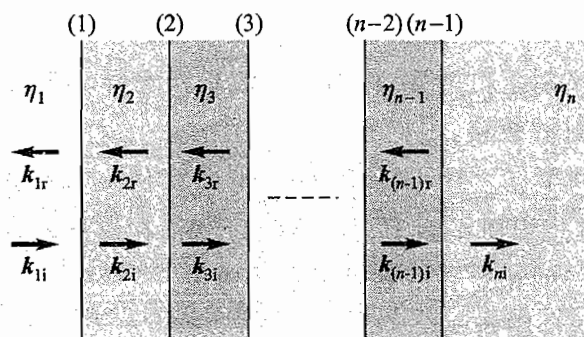 (1) (2) (3) (n−2) (n−1)
η₁ η₂ η₃ ηₙ₋₁ ηₙ
k₁ᵣ k₂ᵣ k₃ᵣ k₍ₙ₋₁₎ᵣ
k₁ᵢ k₂ᵢ k₃ᵢ k₍ₙ₋₁₎ᵢ kₙᵢ